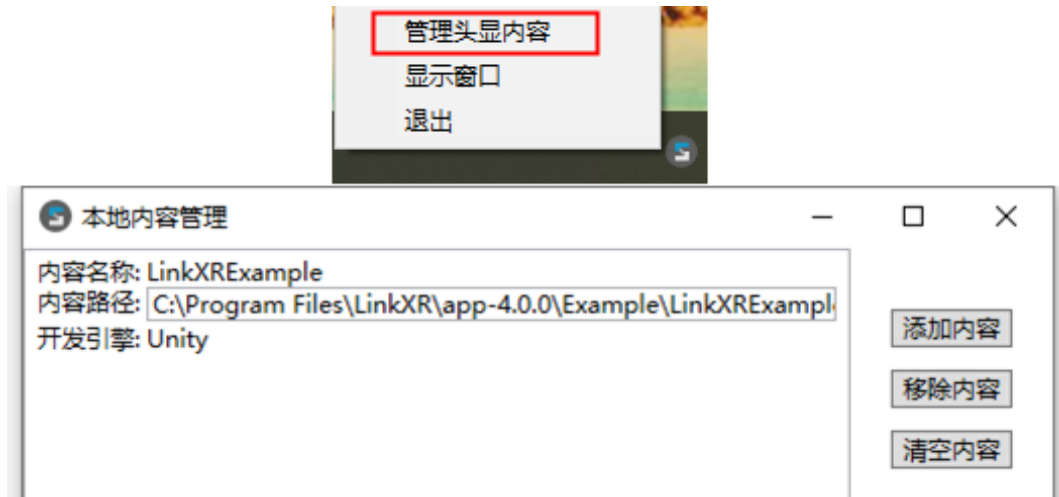 管理头显内容
显示窗口
退出
本地内容管理
内容名称: LinkXRExample
内容路径: C:\Program Files\LinkXR\app-4.0.0\Example\LinkXRExampl
开发引擎: Unity
添加内容
移除内容
清空内容